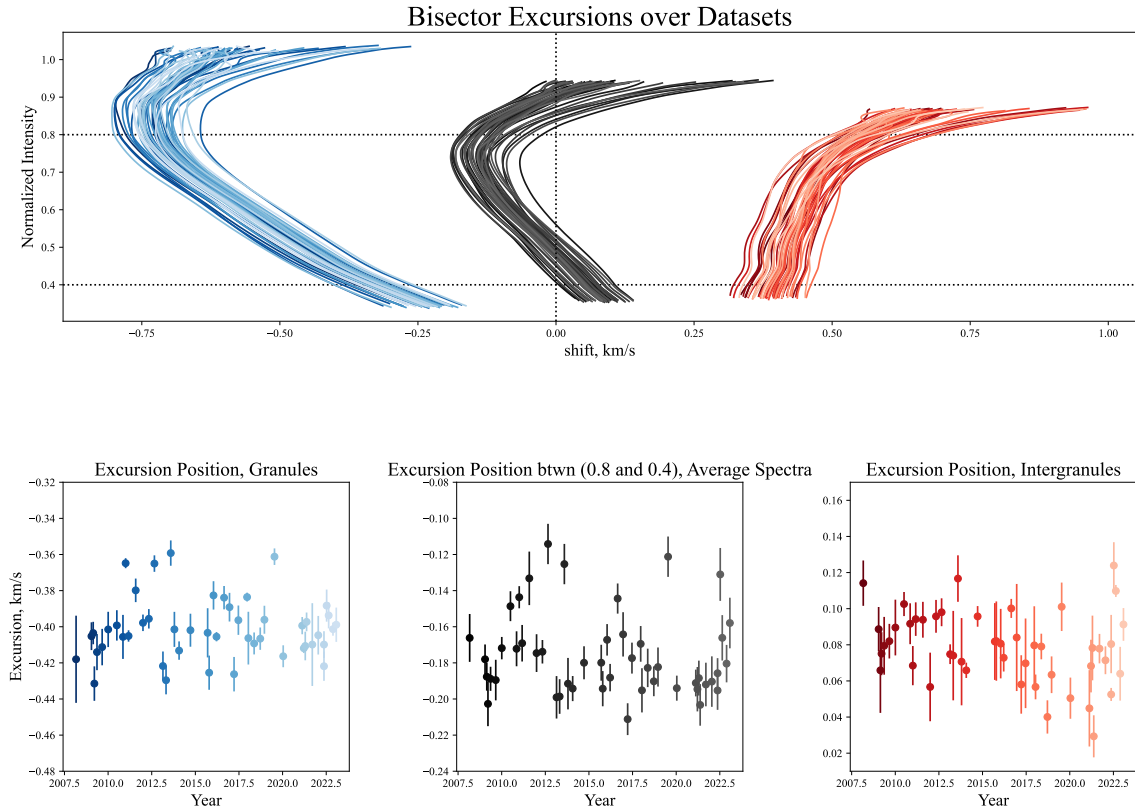 Bisector Excursions over Datasets
Normalized Intensity
1.0
0.9
0.8
0.7
0.6
0.5
0.4
−0.75 −0.50 −0.25 0.00 0.25 0.50 0.75 1.00
shift, km/s
Excursion Position, Granules
Excursion, km/s
−0.32
−0.34
−0.36
−0.38
−0.40
−0.42
−0.44
−0.46
−0.48
2007.5 2010.0 2012.5 2015.0 2017.5 2020.0 2022.5
Year
Excursion Position btwn (0.8 and 0.4), Average Spectra
−0.08
−0.10
−0.12
−0.14
−0.16
−0.18
−0.20
−0.22
−0.24
2007.5 2010.0 2012.5 2015.0 2017.5 2020.0 2022.5
Year
Excursion Position, Intergranules
0.16
0.14
0.12
0.10
0.08
0.06
0.04
0.02
2007.5 2010.0 2012.5 2015.0 2017.5 2020.0 2022.5
Year